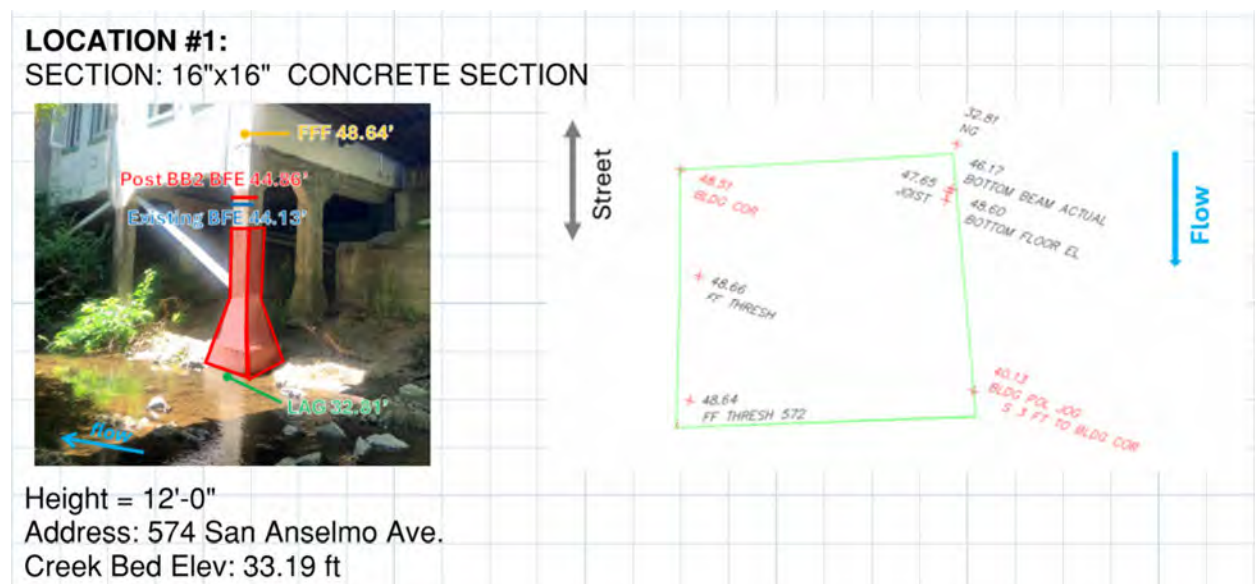 LOCATION #1:
SECTION: 16"x16" CONCRETE SECTION
FFF 48.64'
Post BB2 BFE 44.86'
Existing BFE 44.13'
LAG 32.81'
flow
Street
48.51
BLDG COR
32.81
NG
47.65
JOIST
46.17
BOTTOM BEAM ACTUAL
48.60
BOTTOM FLOOR EL
48.66
FF THRESH
48.64
FF THRESH 572
40.13
BLDG POL JOG
S 3 FT TO BLDG COR
Flow
Height = 12'-0"
Address: 574 San Anselmo Ave.
Creek Bed Elev: 33.19 ft